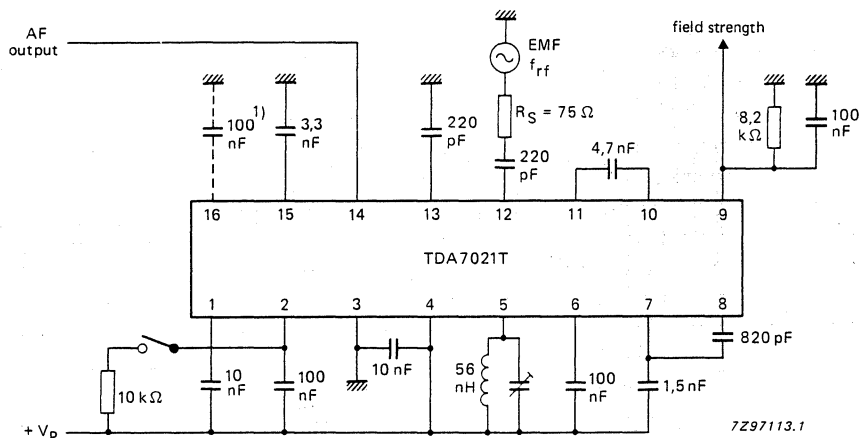 AF
output
EMF
f rf
R S = 75 Ω
field strength
100 1)
nF
3,3
nF
220
pF
220
pF
4,7 nF
8,2
kΩ
100
nF
16 15 14 13 12 11 10 9
TDA7021T
1 2 3 4 5 6 7 8
10 kΩ
10
nF
100
nF
10 nF
56
nH
100
nF
1,5 nF
820 pF
+ V P
7Z97113.1